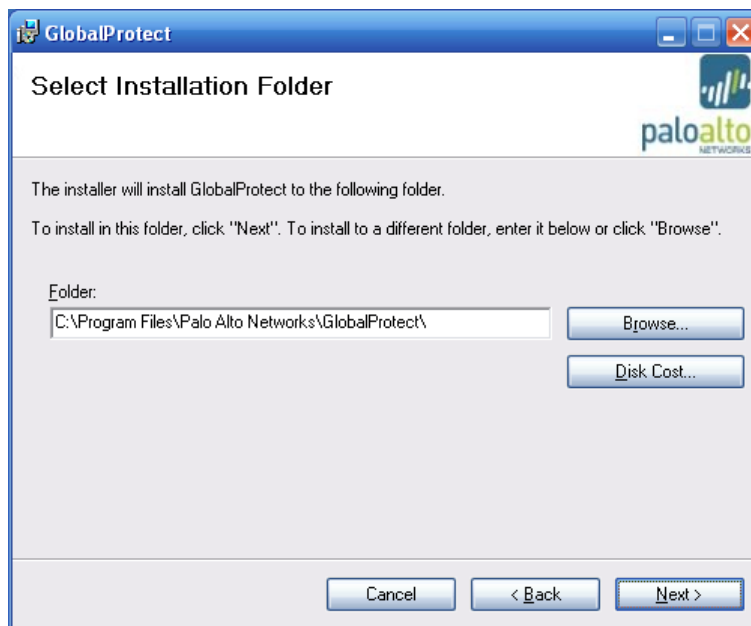 GlobalProtect
Select Installation Folder
paloalto
NETWORKS
The installer will install GlobalProtect to the following folder.
To install in this folder, click "Next". To install to a different folder, enter it below or click "Browse".
Folder:
C:\Program Files\Palo Alto Networks\GlobalProtect\
Browse...
Disk Cost...
Cancel
< Back
Next >